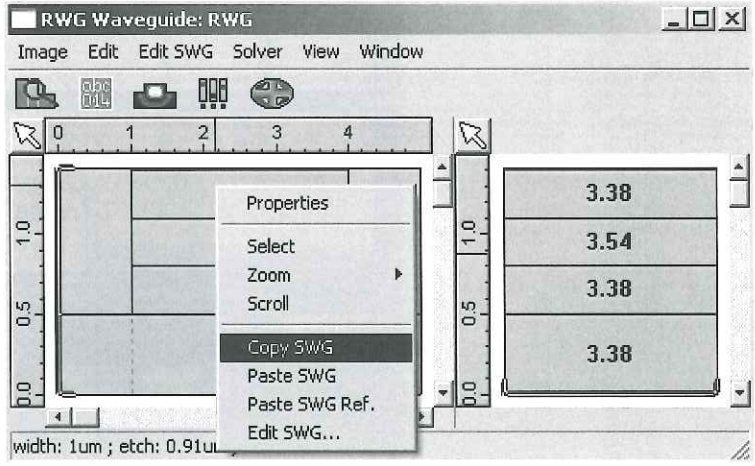 RWG Waveguide: RWG
Image Edit Edit SWG Solver View Window
0 1 2 3 4
Properties
Select
Zoom
Scroll
Copy SWG
Paste SWG
Paste SWG Ref.
Edit SWG...
1.0
0.5
0.0
1.0
0.5
0.0
3.38
3.54
3.38
3.38
width: 1um ; etch: 0.91u